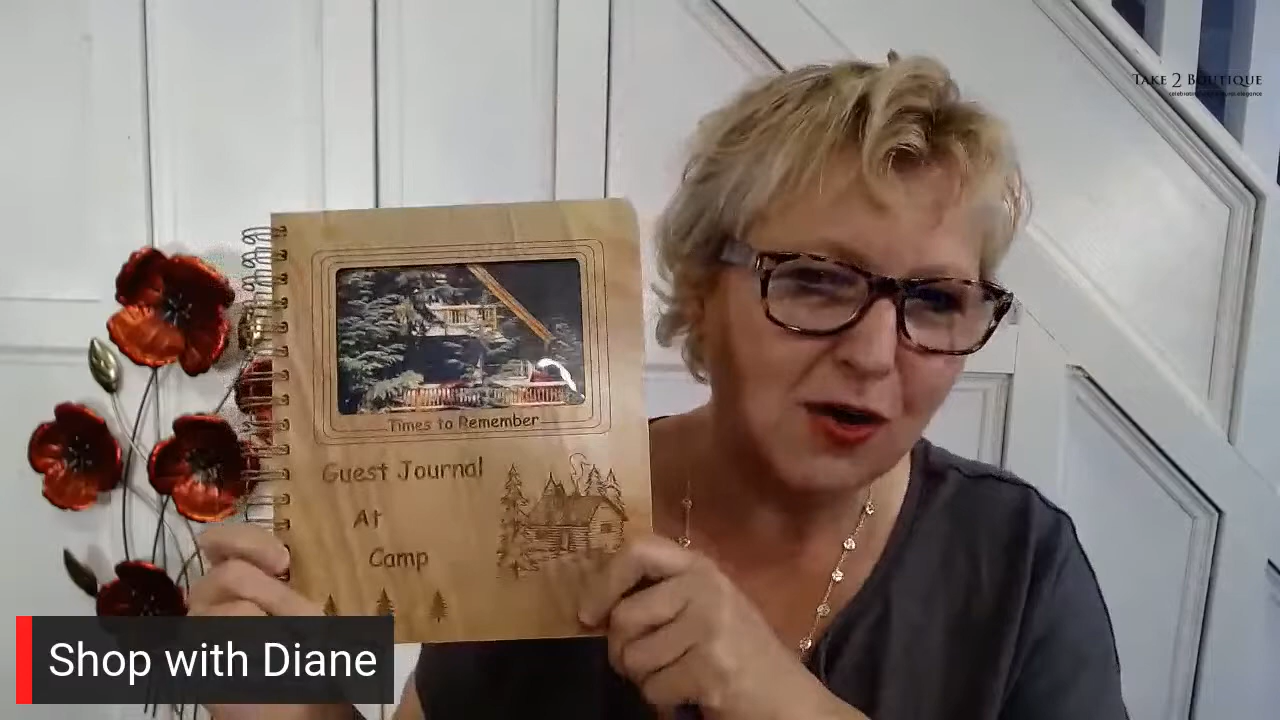 TAKE 2 BOUTIQUE
Times to Remember
Guest Journal
At
Camp
Shop with Diane